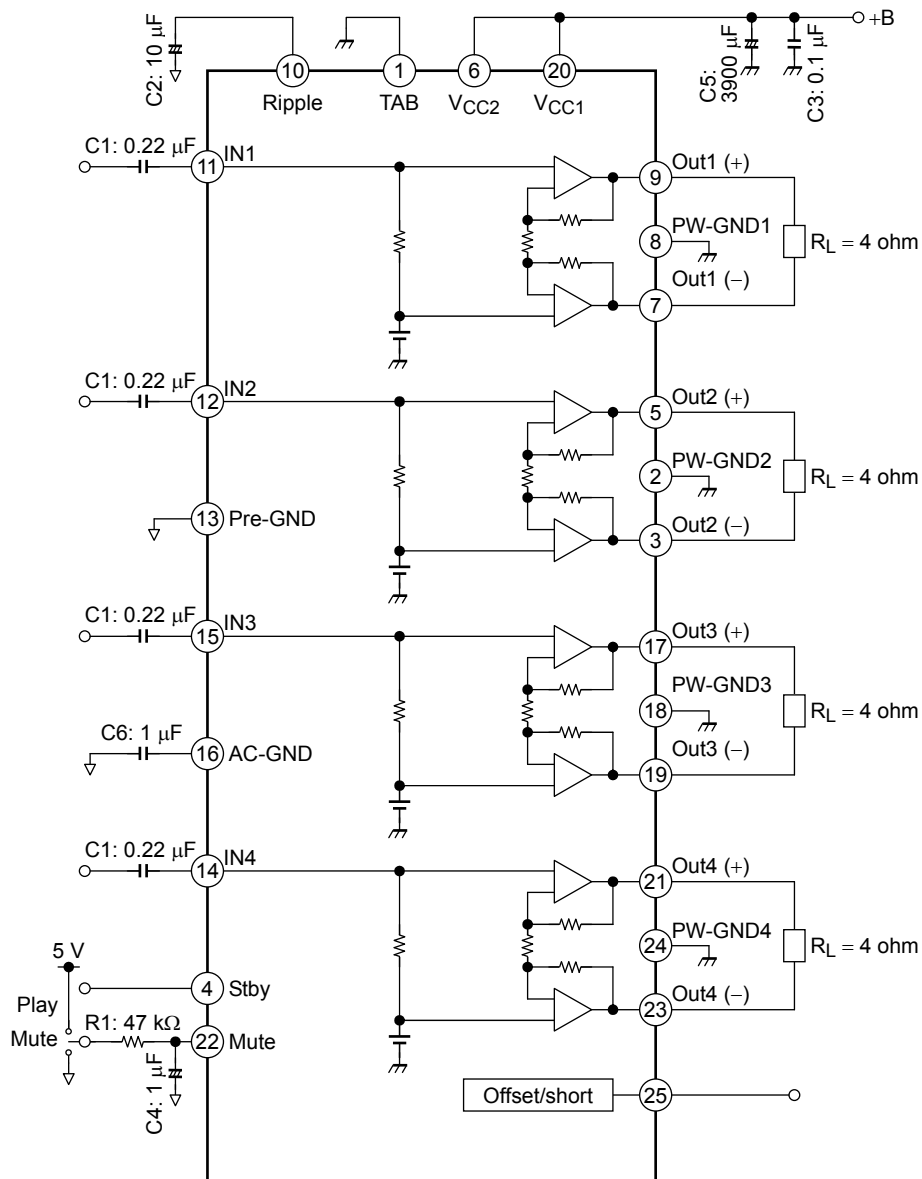 +B
C2: 10 μF
C5: 3900 μF
C3: 0.1 μF
10
1
6
20
Ripple
TAB
VCC2
VCC1
C1: 0.22 μF
11
IN1
9
Out1 (+)
8
PW-GND1
RL = 4 ohm
7
Out1 (−)
C1: 0.22 μF
12
IN2
5
Out2 (+)
2
PW-GND2
RL = 4 ohm
13
Pre-GND
3
Out2 (−)
C1: 0.22 μF
15
IN3
17
Out3 (+)
18
PW-GND3
RL = 4 ohm
C6: 1 μF
16
AC-GND
19
Out3 (−)
C1: 0.22 μF
14
IN4
21
Out4 (+)
24
PW-GND4
RL = 4 ohm
5 V
4
Stby
23
Out4 (−)
Play
Mute
R1: 47 kΩ
22
Mute
C4: 1 μF
Offset/short
25